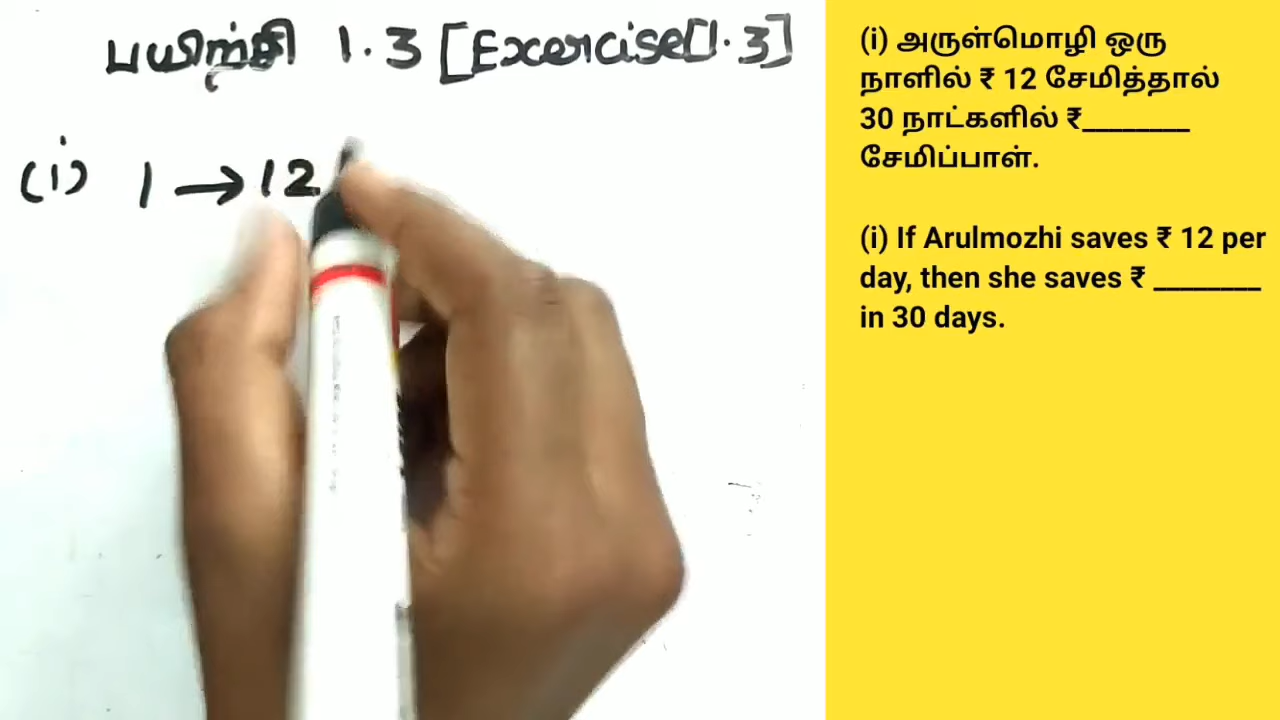 பயிற்சி 1.3 [Excercise[1.3]
(i) 1 → 12
(i) அருள்மொழி ஒரு
நாளில் ₹ 12 சேமித்தால்
30 நாட்களில் ₹________
சேமிப்பாள்.
(i) If Arulmozhi saves ₹ 12 per
day, then she saves ₹ ________
in 30 days.